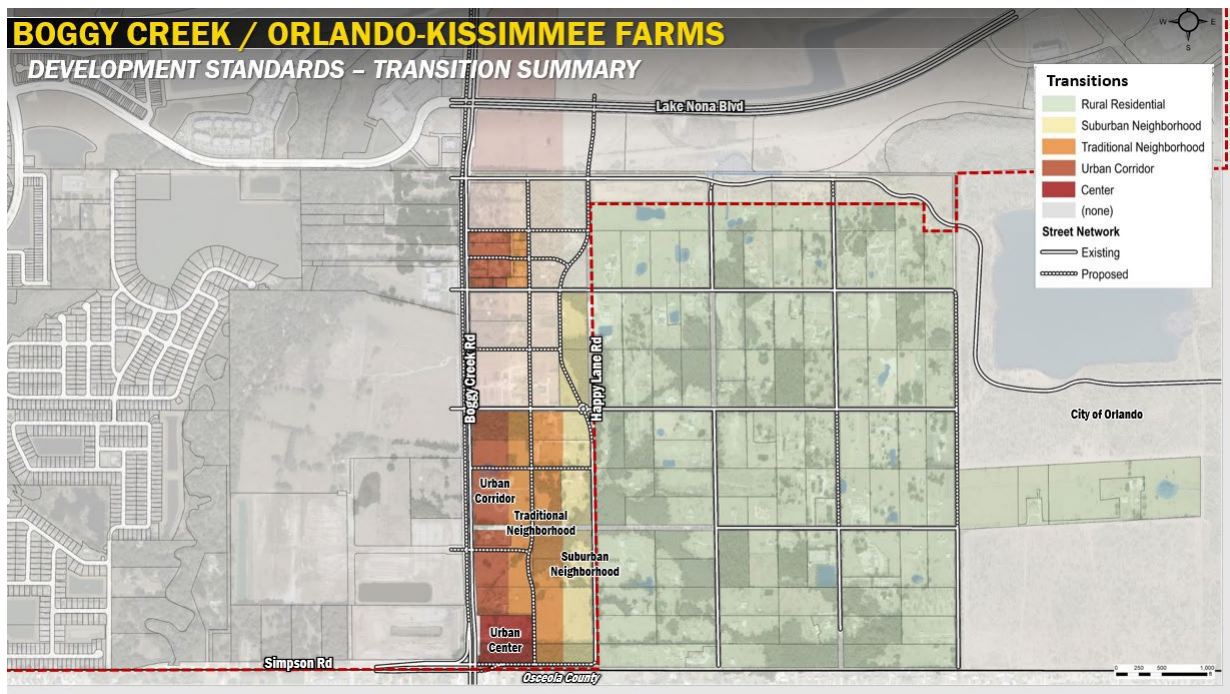 BOGGY CREEK / ORLANDO-KISSIMMEE FARMS
DEVELOPMENT STANDARDS – TRANSITION SUMMARY
W
E
S
Transitions
Rural Residential
Suburban Neighborhood
Traditional Neighborhood
Urban Corridor
Center
(none)
Street Network
Existing
Proposed
Lake Nona Blvd
Boggy Creek Rd
Happy Lane Rd
City of Orlando
Urban
Corridor
Traditional
Neighborhood
Suburban
Neighborhood
Urban
Center
Simpson Rd
Osceola County
0 250 500 1,000